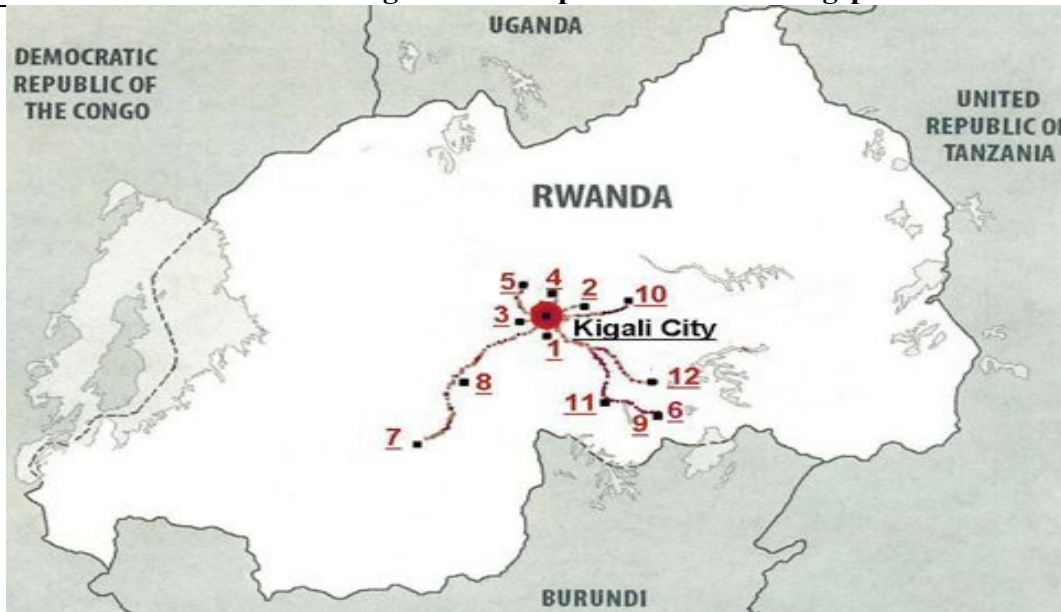 UGANDA
DEMOCRATIC
REPUBLIC OF
THE CONGO
UNITED
REPUBLIC OF
TANZANIA
RWANDA
5
4
2
10
3
Kigali City
1
8
12
11
9
6
7
BURUNDI